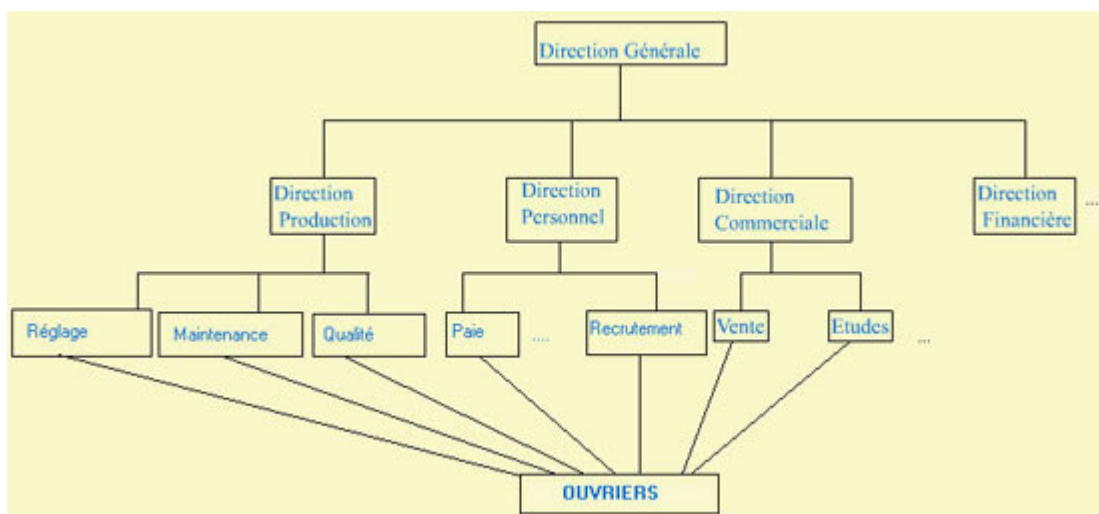 Direction Générale
Direction
Production
Direction
Personnel
Direction
Commerciale
Direction
Financière
...
Réglage
Maintenance
Qualité
Paie
....
Recrutement
Vente
Etudes
...
OUVRIERS